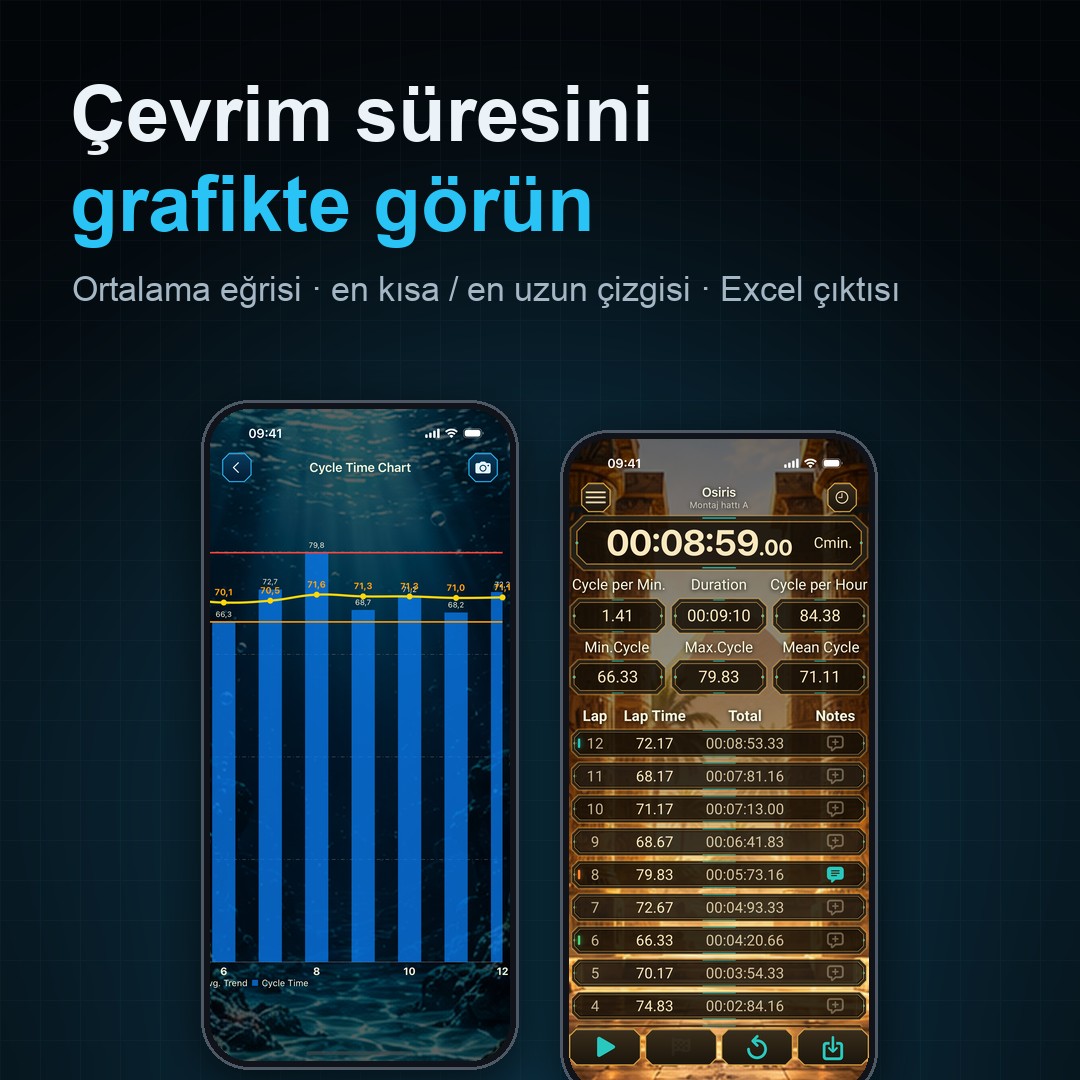 Çevrim süresini
grafikte görün
Ortalama eğrisi · en kısa / en uzun çizgisi · Excel çıktısı
09:41
Cycle Time Chart
79,8
70,1
72,7
70,5
71,6
71,3
71,2
71,0
66,3
68,7
68,2
6 8 10 12
vg. Trend Cycle Time
09:41
Osiris
Montaj hattı A
00:08:59.00 Cmin.
Cycle per Min. Duration Cycle per Hour
1.41 00:09:10 84.38
Min.Cycle Max.Cycle Mean Cycle
66.33 79.83 71.11
Lap Lap Time Total Notes
12 72.17 00:08:53.33
11 68.17 00:07:81.16
10 71.17 00:07:13.00
9 68.67 00:06:41.83
8 79.83 00:05:73.16
7 72.67 00:04:93.33
6 66.33 00:04:20.66
5 70.17 00:03:54.33
4 74.83 00:02:84.16